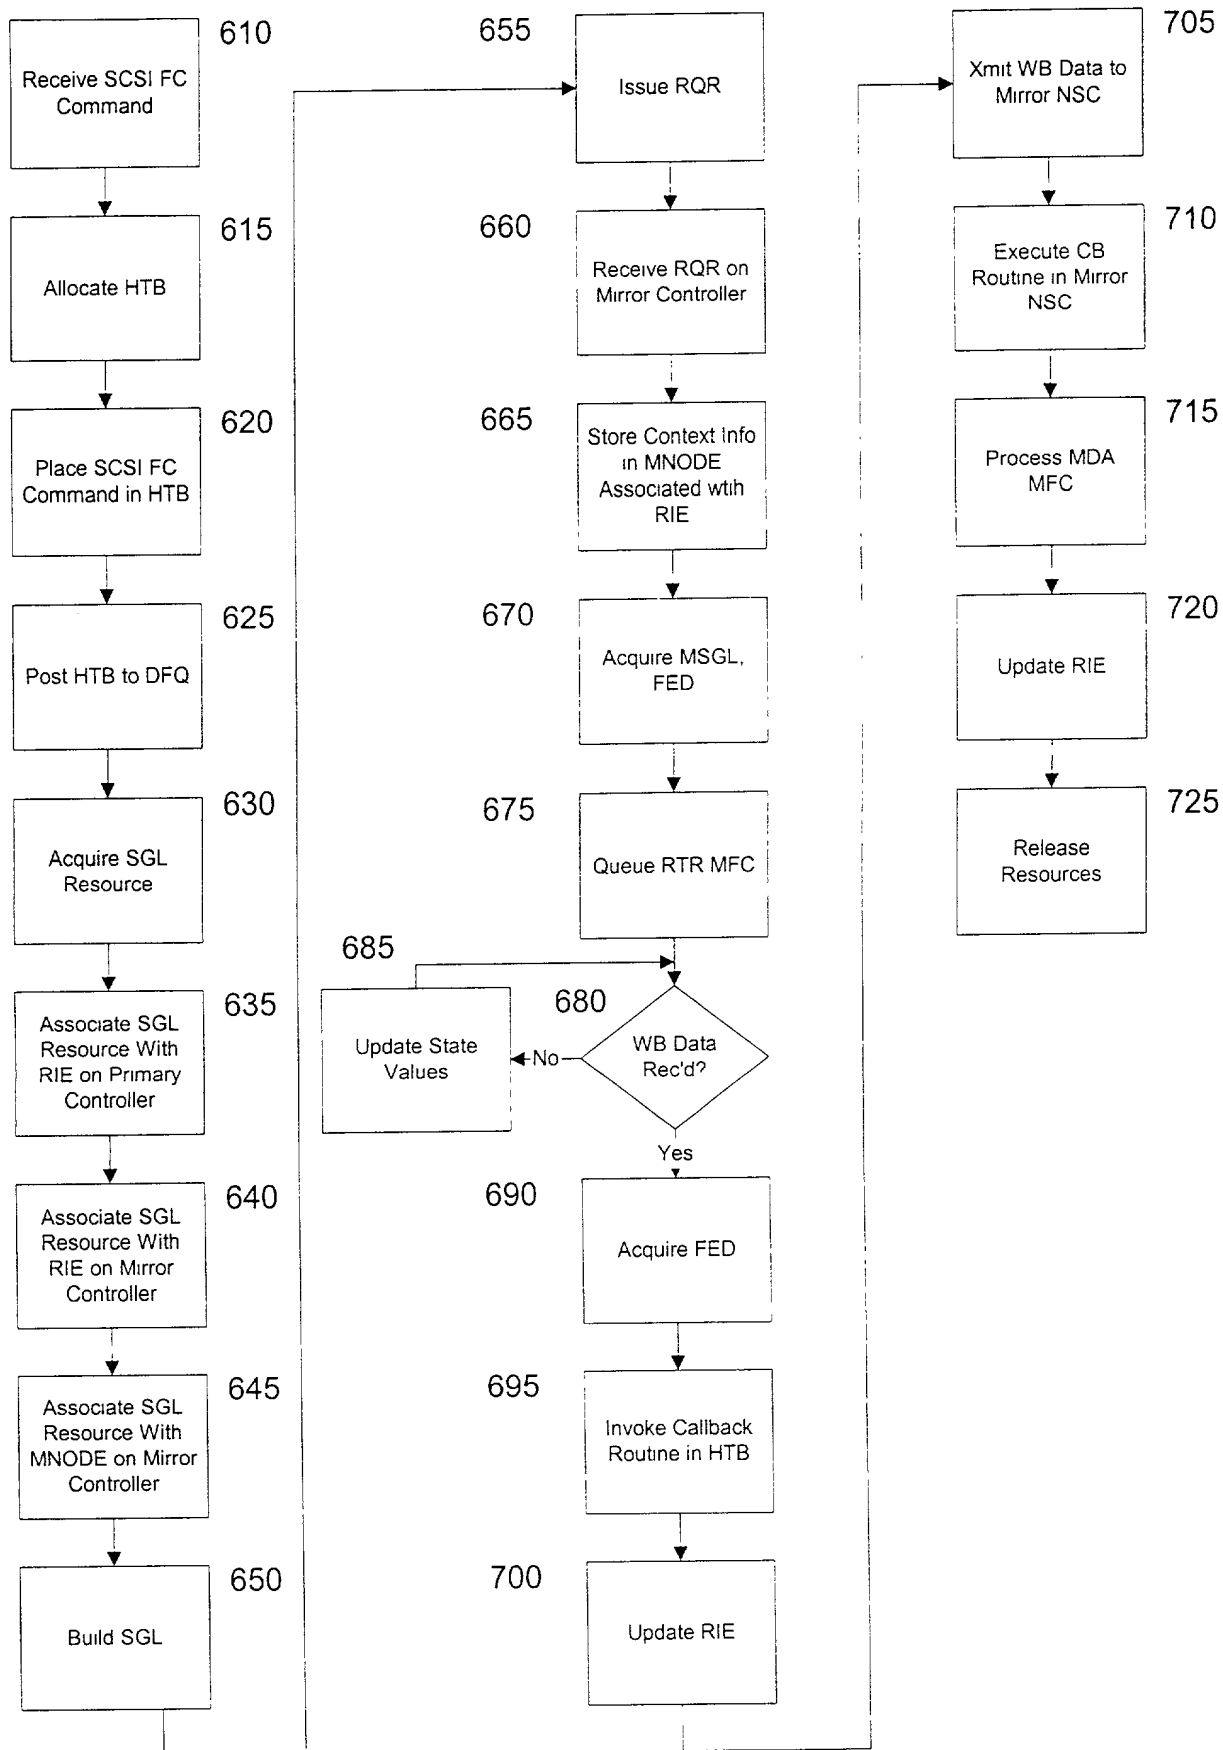 610
Receive SCSI FC
Command
615
Allocate HTB
620
Place SCSI FC
Command in HTB
625
Post HTB to DFQ
630
Acquire SGL
Resource
635
Associate SGL
Resource With
RIE on Primary
Controller
640
Associate SGL
Resource With
RIE on Mirror
Controller
645
Associate SGL
Resource With
MNODE on Mirror
Controller
650
Build SGL
655
Issue RQR
660
Receive RQR on
Mirror Controller
665
Store Context Info
in MNODE
Associated wtih
RIE
670
Acquire MSGL,
FED
675
Queue RTR MFC
685
Update State
Values
680
No
WB Data
Rec'd?
Yes
690
Acquire FED
695
Invoke Callback
Routine in HTB
700
Update RIE
705
Xmit WB Data to
Mirror NSC
710
Execute CB
Routine in Mirror
NSC
715
Process MDA
MFC
720
Update RIE
725
Release
Resources